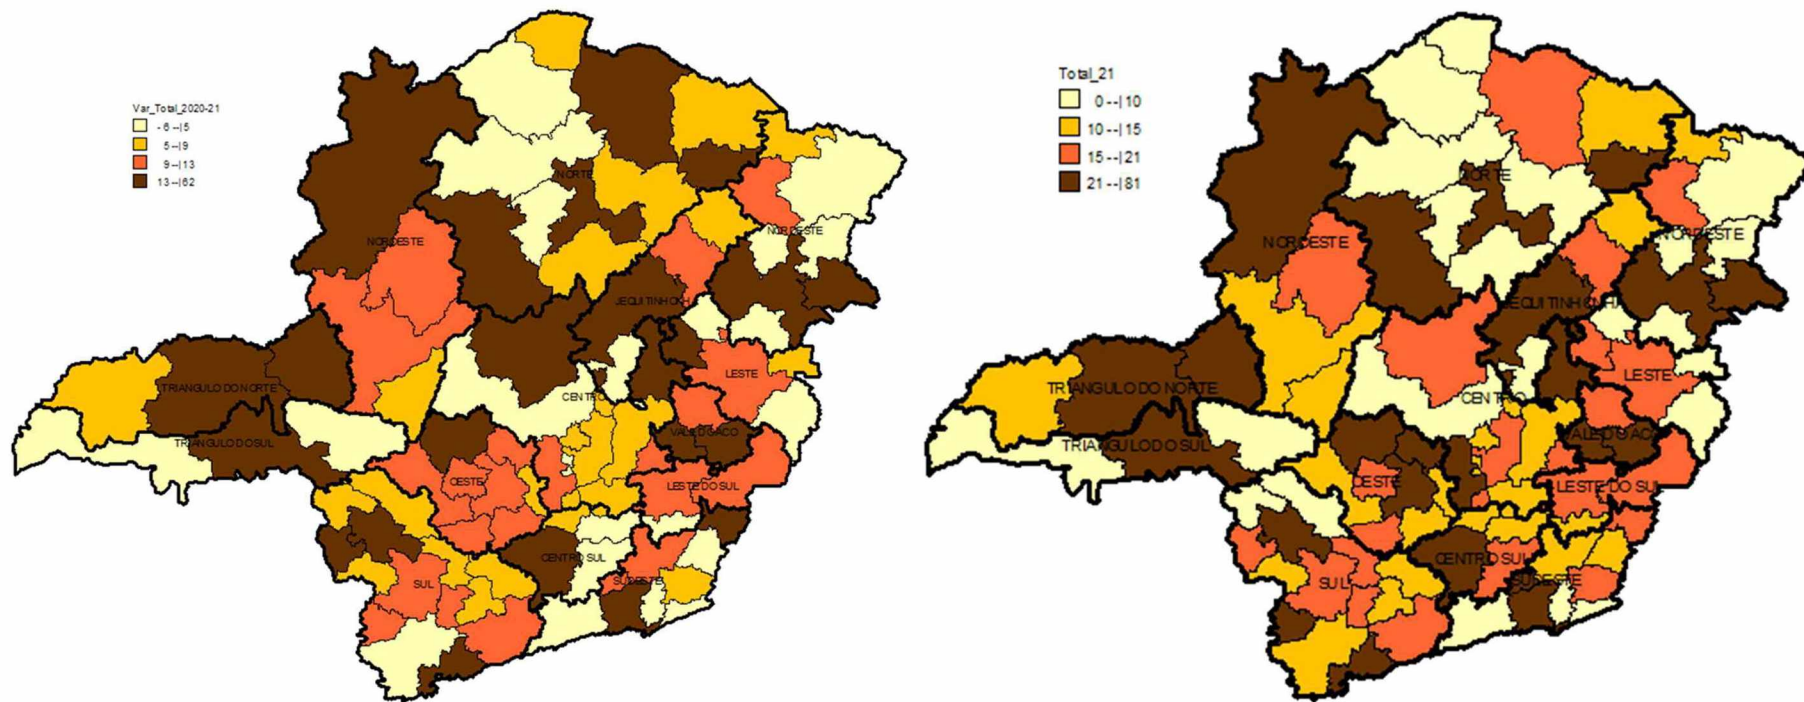 Var_Total_2020-21
- 6 --| 5
5 --| 9
9 --| 13
13 --| 62
NORTE
NOROESTE
NORDESTE
JEQUITINHONHA
TRIANGULO DO NORTE
LESTE
CENTRO
TRIANGULO DO SUL
VALE DO ACO
OESTE
LESTE DO SUL
CENTRO SUL
SUL
SUDESTE
Total_21
0 --| 10
10 --| 15
15 --| 21
21 --| 81
NORTE
NOROESTE
NORDESTE
JEQUITINHONHA
TRIANGULO DO NORTE
LESTE
CENTRO
TRIANGULO DO SUL
VALE DO ACO
OESTE
LESTE DO SUL
CENTRO SUL
SUL
SUDESTE